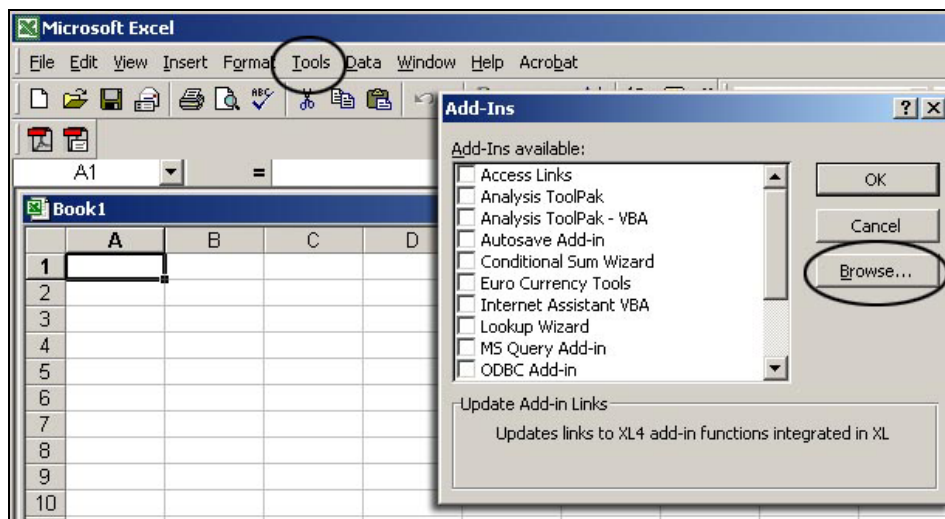 Microsoft Excel
File Edit View Insert Format Tools Data Window Help Acrobat
ABC
A1 =
Book1
A B C D
1
2
3
4
5
6
7
8
9
10
Add-Ins
Add-Ins available:
Access Links
Analysis ToolPak
Analysis ToolPak - VBA
Autosave Add-in
Conditional Sum Wizard
Euro Currency Tools
Internet Assistant VBA
Lookup Wizard
MS Query Add-in
ODBC Add-in
OK
Cancel
Browse...
Update Add-in Links
Updates links to XL4 add-in functions integrated in XL